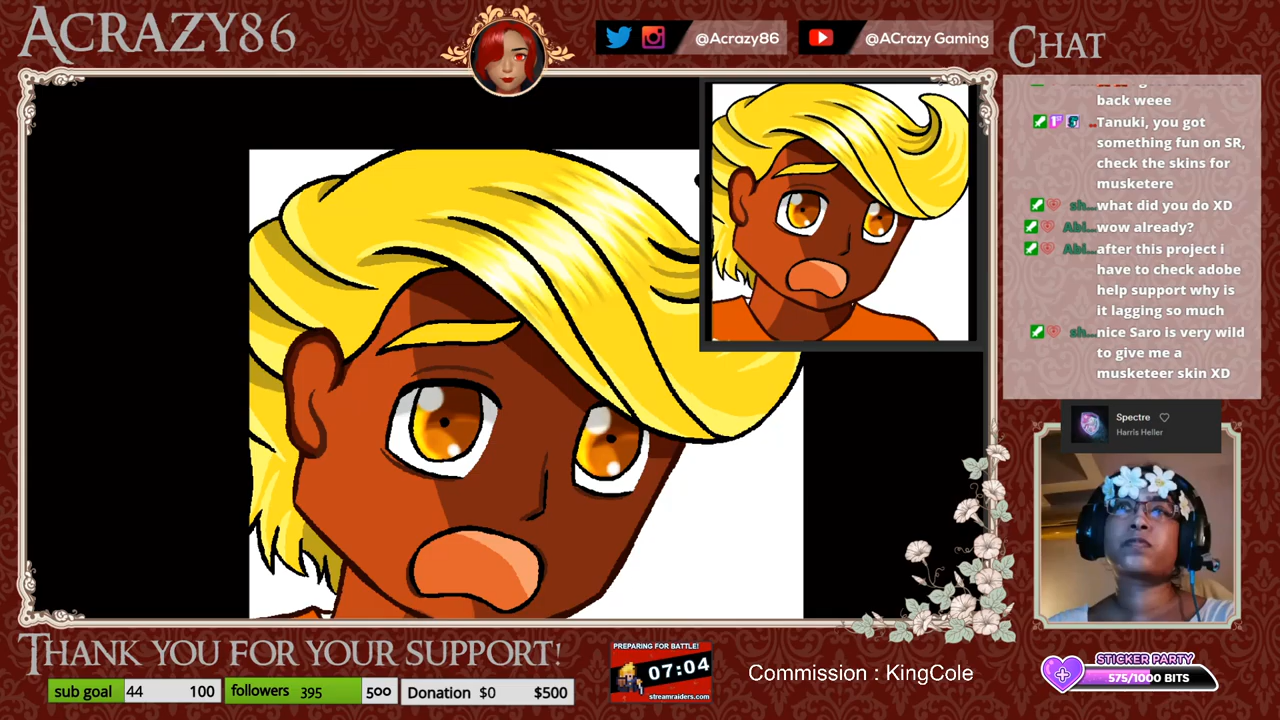 ACRAZY86
@Acrazy86
@ACrazy Gaming
CHAT
back weee
Tanuki, you got
something fun on SR,
check the skins for
musketere
sh...what did you do XD
Abl...wow already?
Abl...after this project i
have to check adobe
help support why is
it lagging so much
sh...nice Saro is very wild
to give me a
musketeer skin XD
Spectre
Harris Heller
THANK YOU FOR YOUR SUPPORT!
sub goal 44 100
followers 395 500
Donation $0 $500
PREPARING FOR BATTLE!
07:04
streamraiders.com
Commission : KingCole
STICKER PARTY
575/1000 BITS